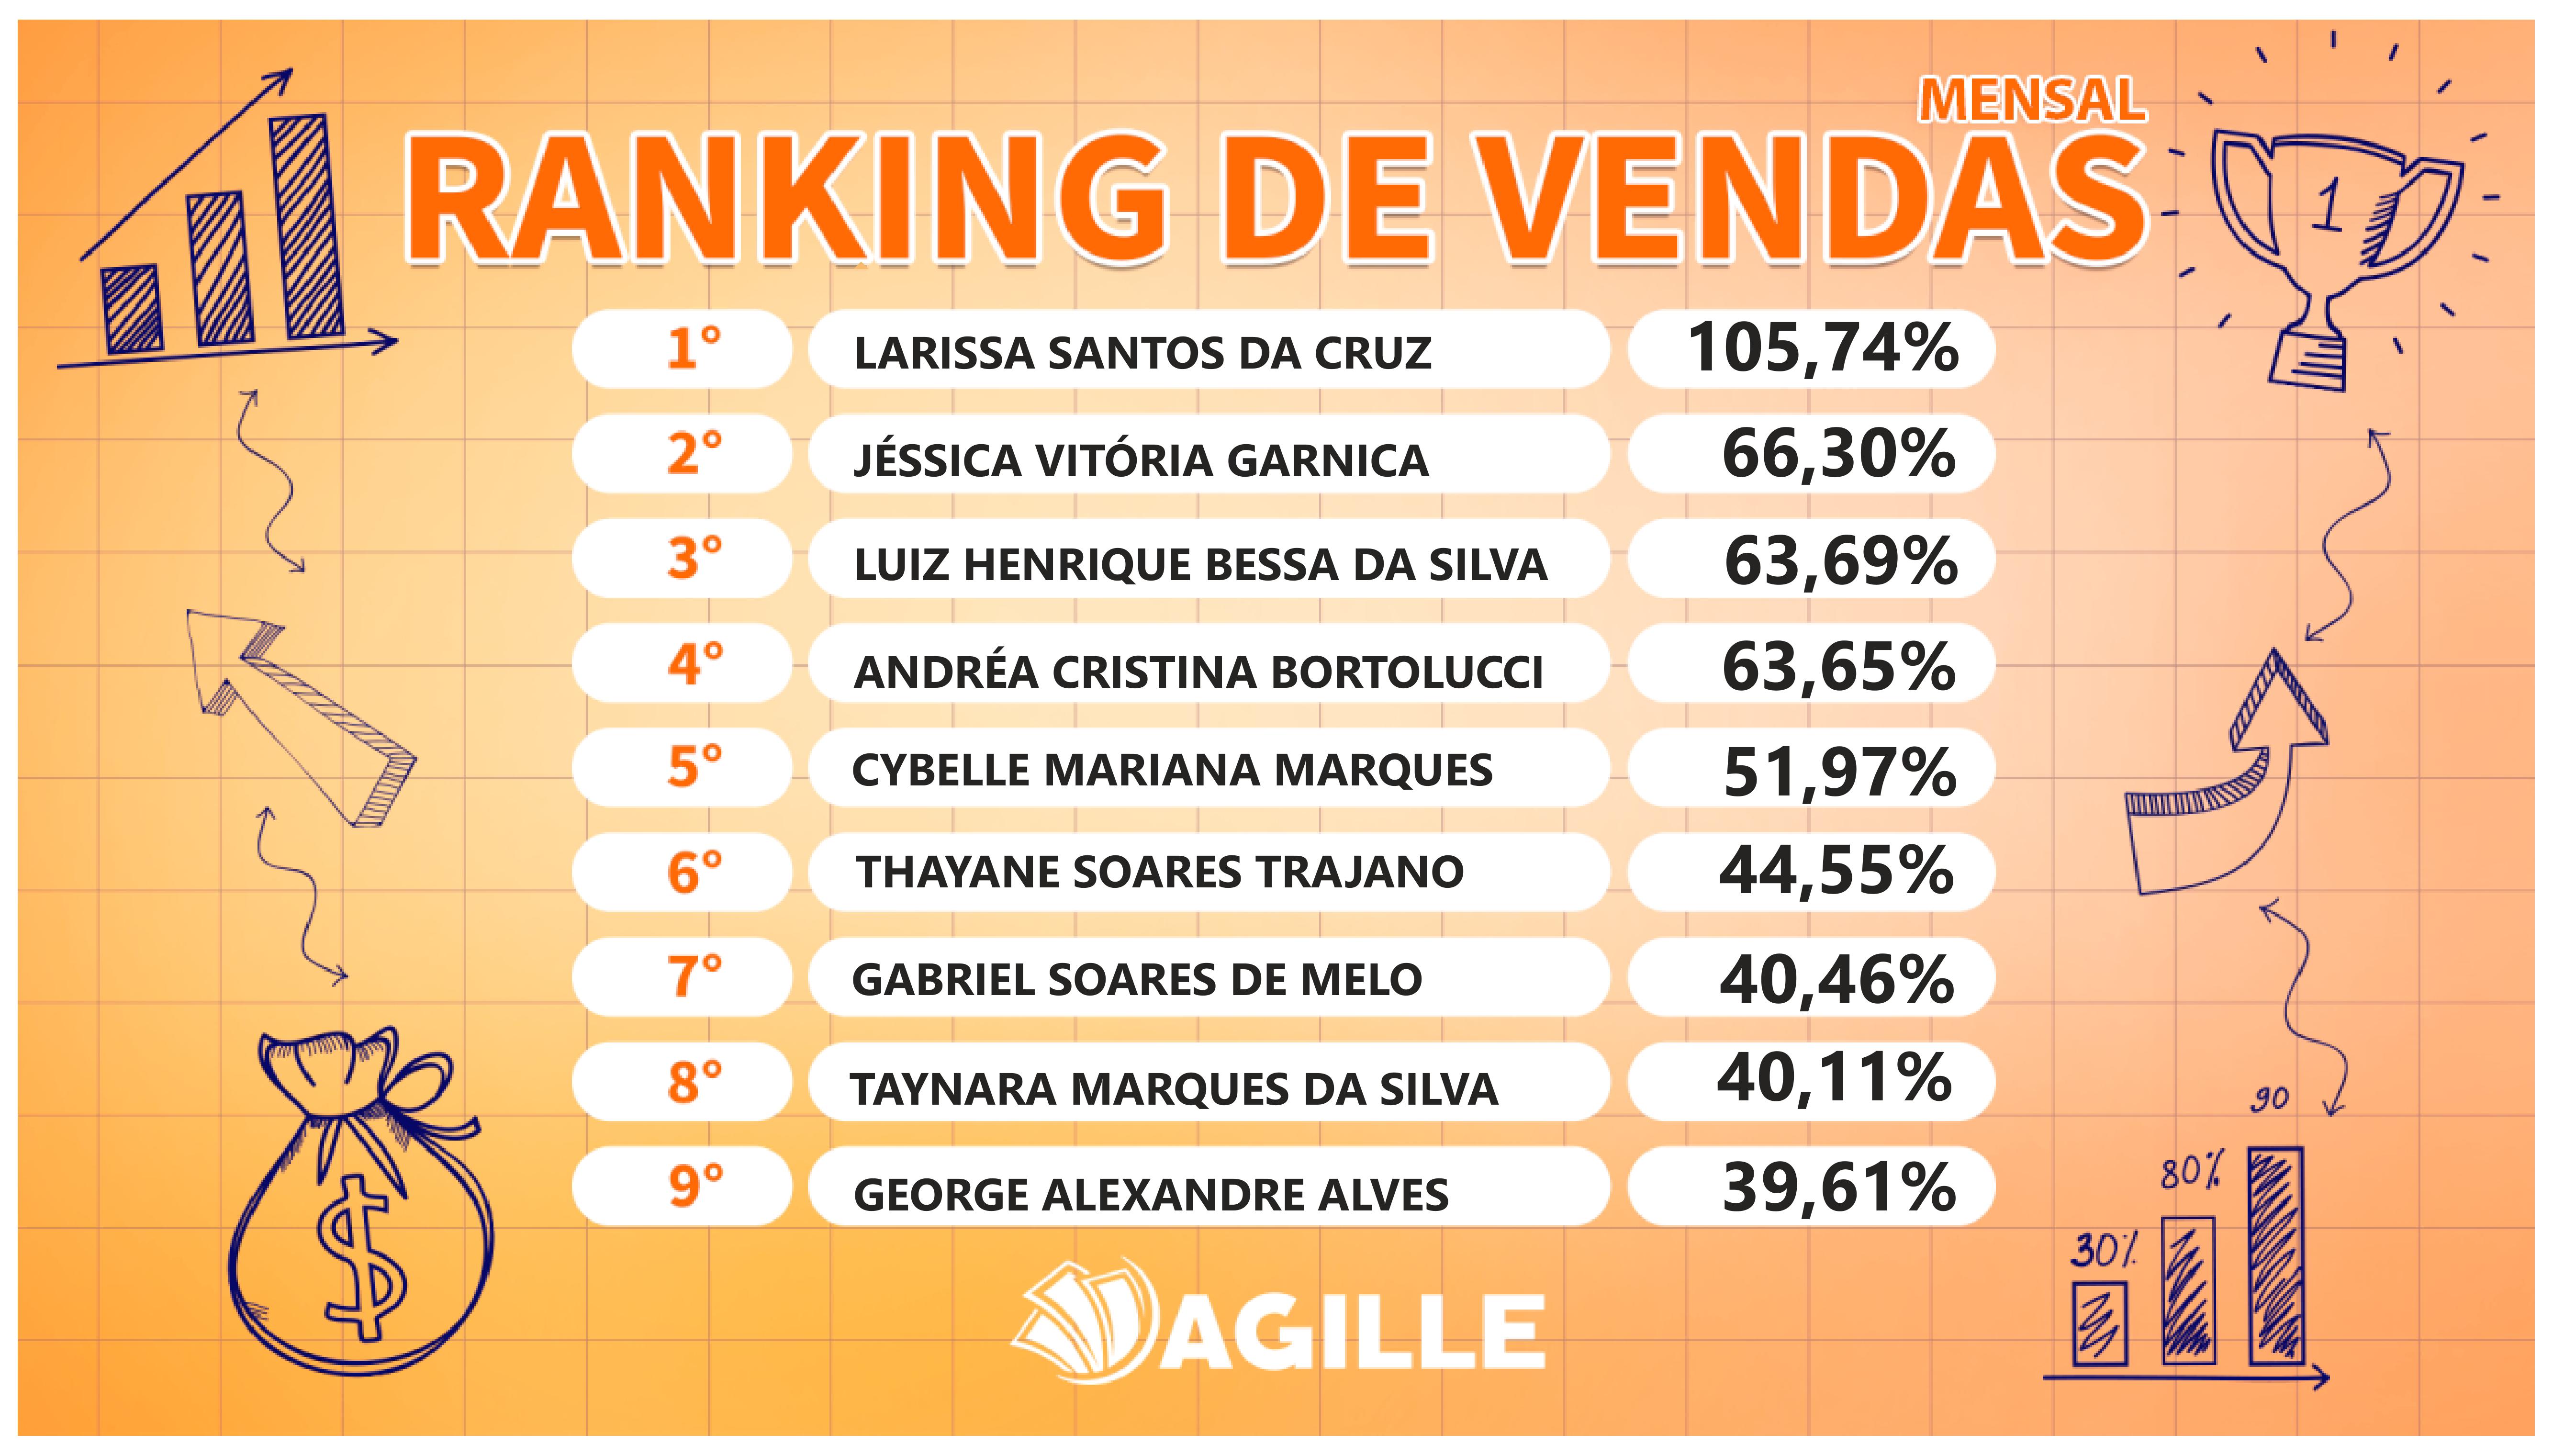 MENSAL
RANKING DE VENDAS
1
1° LARISSA SANTOS DA CRUZ 105,74%
2° JÉSSICA VITÓRIA GARNICA 66,30%
3° LUIZ HENRIQUE BESSA DA SILVA 63,69%
4° ANDRÉA CRISTINA BORTOLUCCI 63,65%
5° CYBELLE MARIANA MARQUES 51,97%
6° THAYANE SOARES TRAJANO 44,55%
7° GABRIEL SOARES DE MELO 40,46%
8° TAYNARA MARQUES DA SILVA 40,11%
9° GEORGE ALEXANDRE ALVES 39,61%
$
90
80%
30%
AGILLE